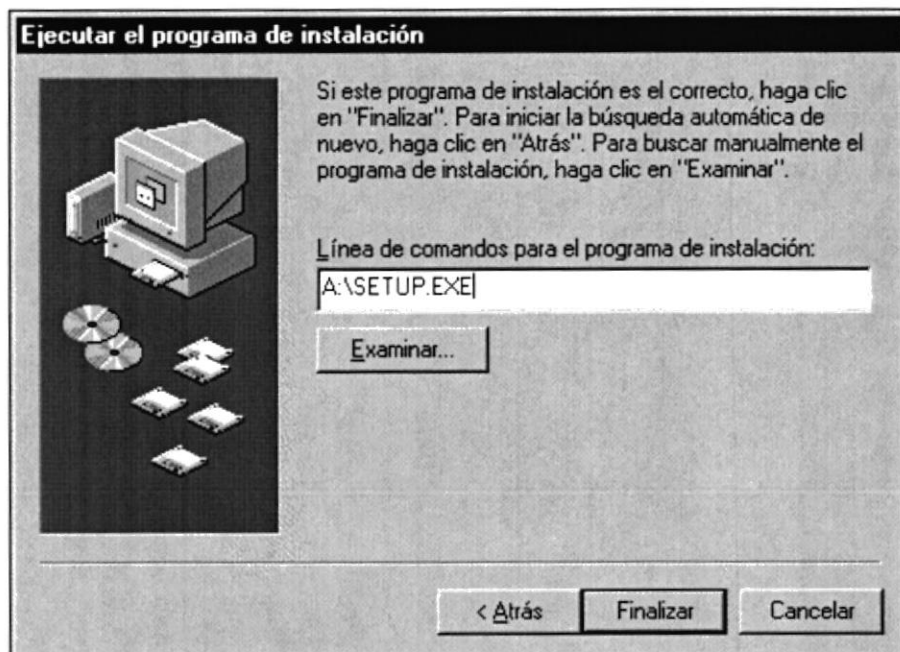 Ejecutar el programa de instalación
Si este programa de instalación es el correcto, haga clic
en "Finalizar". Para iniciar la búsqueda automática de
nuevo, haga clic en "Atrás". Para buscar manualmente el
programa de instalación, haga clic en "Examinar".
Línea de comandos para el programa de instalación:
A:\SETUP.EXE
Examinar...
< Atrás Finalizar Cancelar